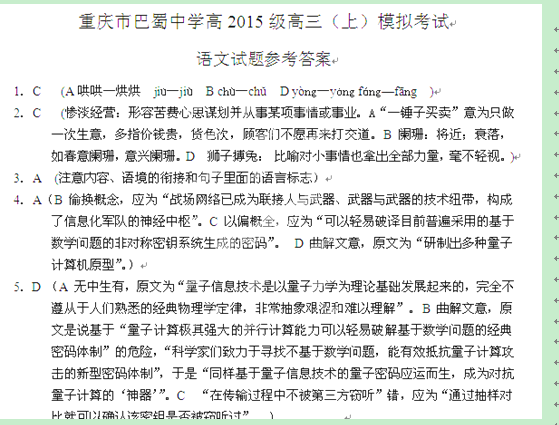 重庆市巴蜀中学高 2015 级高三（上）模拟考试
语文试题参考答案
1．C （A 哄哄—烘烘 jiū—jiù B chù—chǔ D yòng—yōng fóng—fāng ）
2．C （惨淡经营：形容苦费心思谋划并从事某项事情或事业。A“一锤子买卖”意为只做
一次生意，多指价钱贵，货色次，顾客们不愿再来打交道。B 阑珊：将近；衰落，
如春意阑珊，意兴阑珊。D 狮子搏兔： 比喻对小事情也拿出全部力量，毫不轻视。）
3．A （注意内容、语境的衔接和句子里面的语言标志）
4．A（B 偷换概念，应为“战场网络已成为联接人与武器、武器与武器的技术纽带，构成
了信息化军队的神经中枢”。C 以偏概全，应为“可以轻易破译目前普遍采用的基于
数学问题的非对称密钥系统生成的密码”。 D 曲解文意，原文为“研制出多种量子
计算机原型”。）
5．D （A 无中生有，原文为“量子信息技术是以量子力学为理论基础发展起来的，完全不
遵从于人们熟悉的经典物理学定律，非常抽象艰涩和难以理解”。B 曲解文意，原
文是说基于“量子计算极其强大的并行计算能力可以轻易破解基于数学问题的经典
密码体制”的危险，“科学家们致力于寻找不基于数学问题，能有效抵抗量子计算攻
击的新型密码体制”，于是“同样基于量子信息技术的量子密码应运而生，成为对抗
量子计算的‘神器’”。C “在传输过程中不被第三方窃听”错，应为“通过抽样对
比就可以确认该密钥是否被窃听过” ）